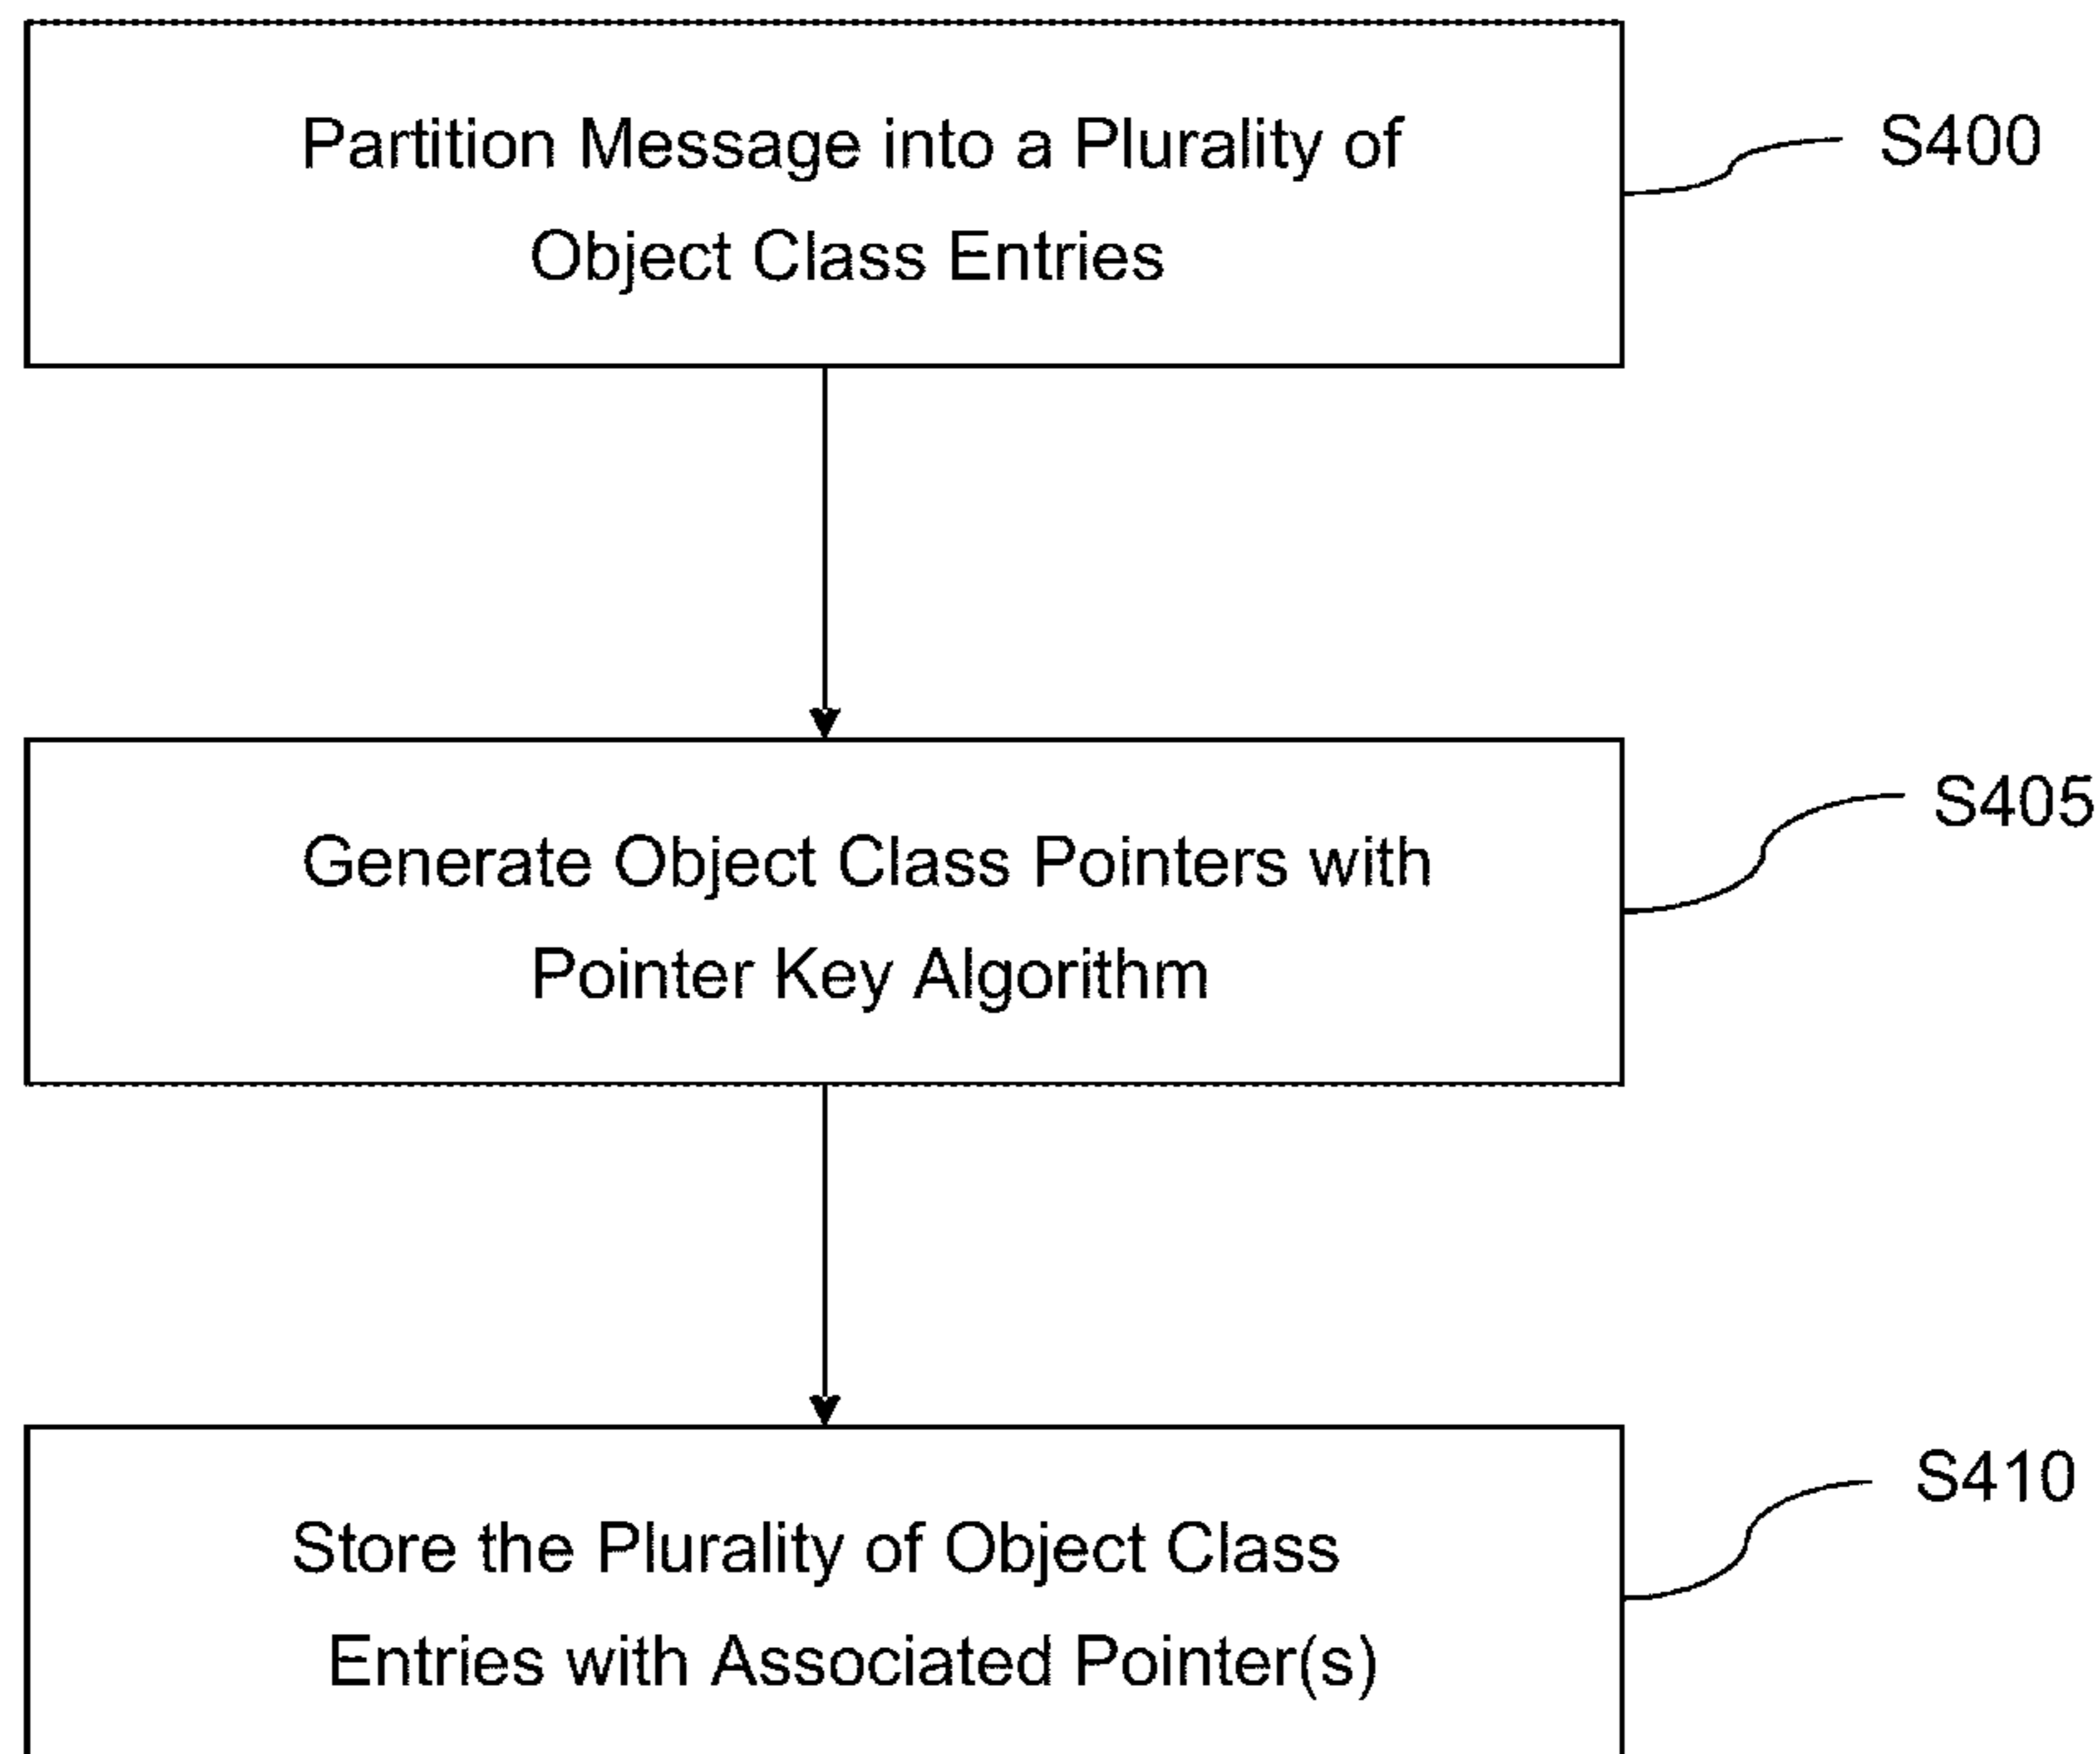 Partition Message into a Plurality of
Object Class Entries
S400
Generate Object Class Pointers with
Pointer Key Algorithm
S405
Store the Plurality of Object Class
Entries with Associated Pointer(s)
S410